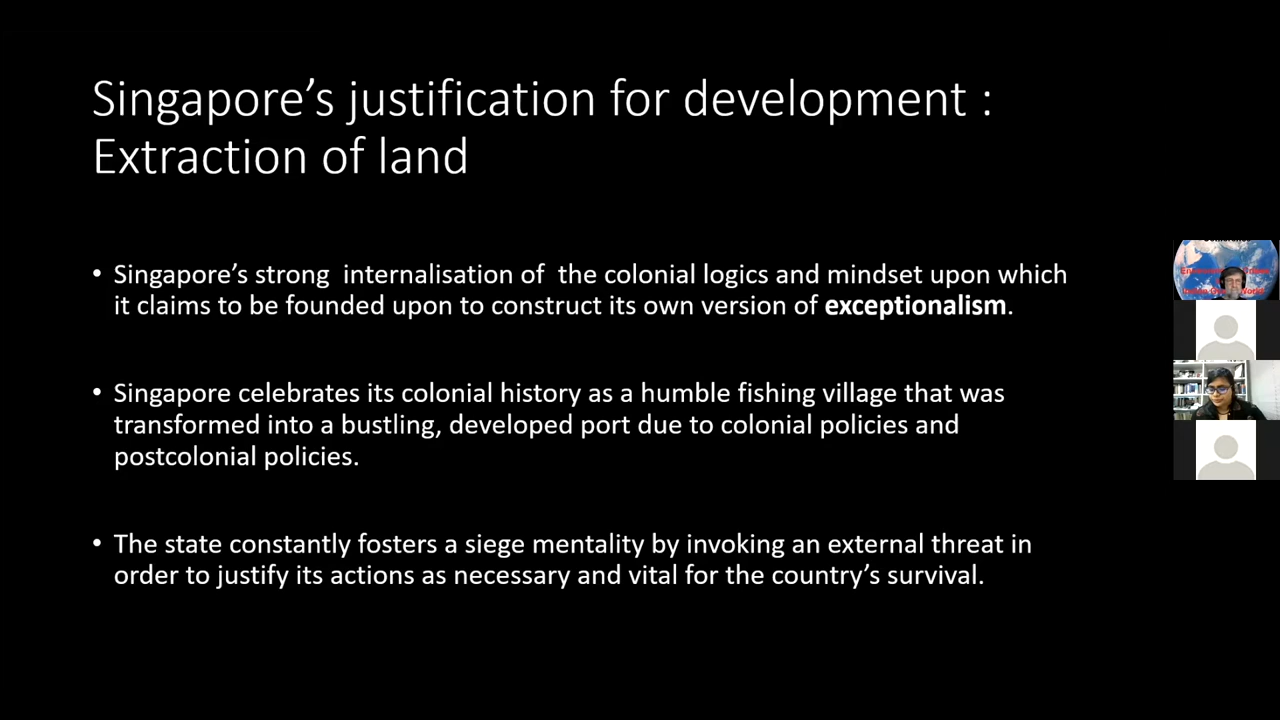 Singapore’s justification for development :
Extraction of land
• Singapore’s strong  internalisation of  the colonial logics and mindset upon which
it claims to be founded upon to construct its own version of exceptionalism.
• Singapore celebrates its colonial history as a humble fishing village that was
transformed into a bustling, developed port due to colonial policies and
postcolonial policies.
• The state constantly fosters a siege mentality by invoking an external threat in
order to justify its actions as necessary and vital for the country’s survival.